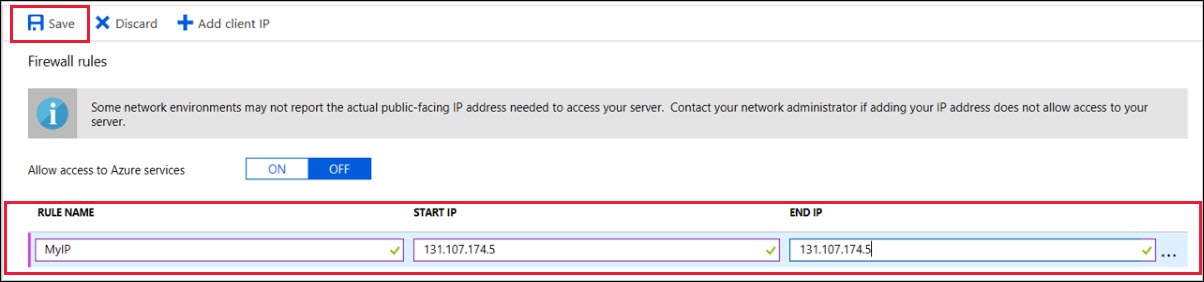 Save Discard Add client IP
Firewall rules
Some network environments may not report the actual public-facing IP address needed to access your server. Contact your network administrator if adding your IP address does not allow access to your
server.
Allow access to Azure services ON OFF
RULE NAME START IP END IP
MyIP 131.107.174.5 131.107.174.5 ...